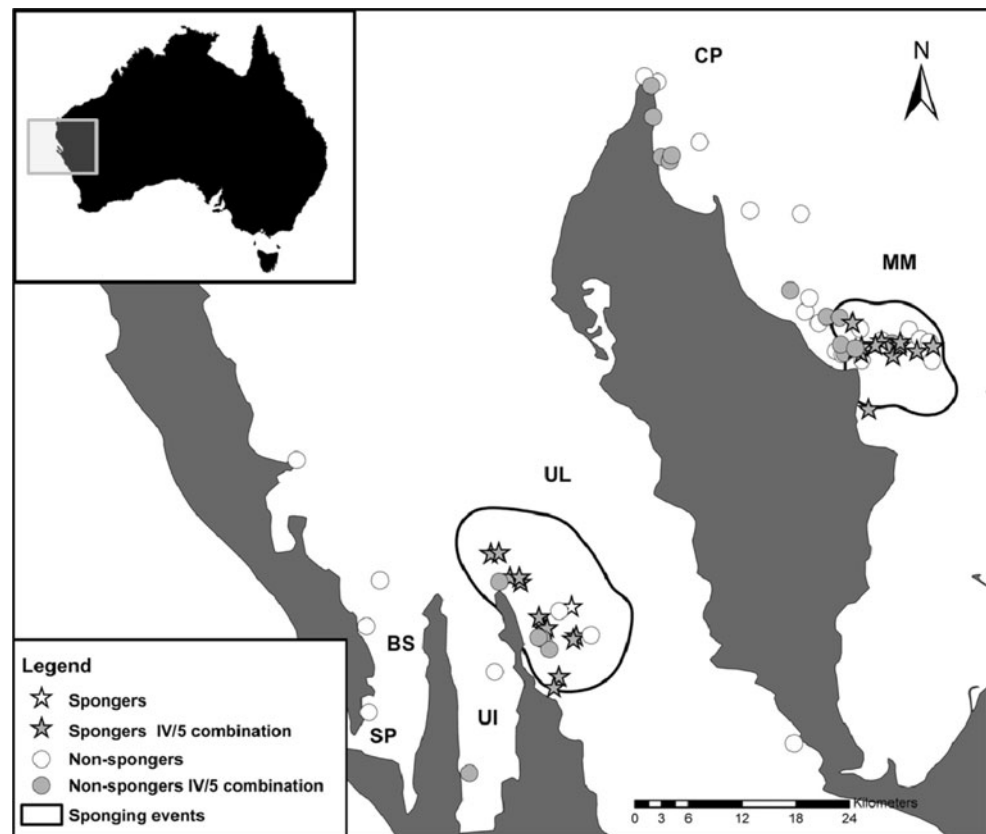 CP
N
MM
UL
BS
UI
SP
Legend
Spongers
Spongers IV/5 combination
Non-spongers
Non-spongers IV/5 combination
Sponging events
Kilometers
0 3 6 12 18 24